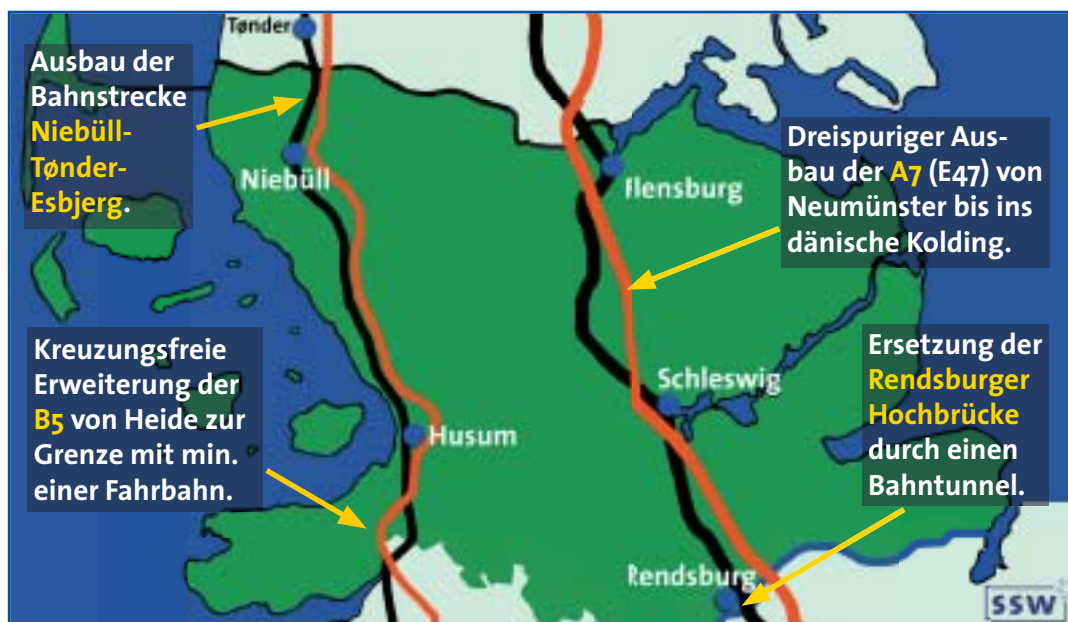 Tønder
Ausbau der
Bahnstrecke
Niebüll-
Tønder-
Esbjerg.
Niebüll
Flensburg
Dreispuriger Aus-
bau der A7 (E47) von
Neumünster bis ins
dänische Kolding.
Kreuzungsfreie
Erweiterung der
B5 von Heide zur
Grenze mit min.
einer Fahrbahn.
Husum
Schleswig
Ersetzung der
Rendsburger
Hochbrücke
durch einen
Bahntunnel.
Rendsburg
SSW